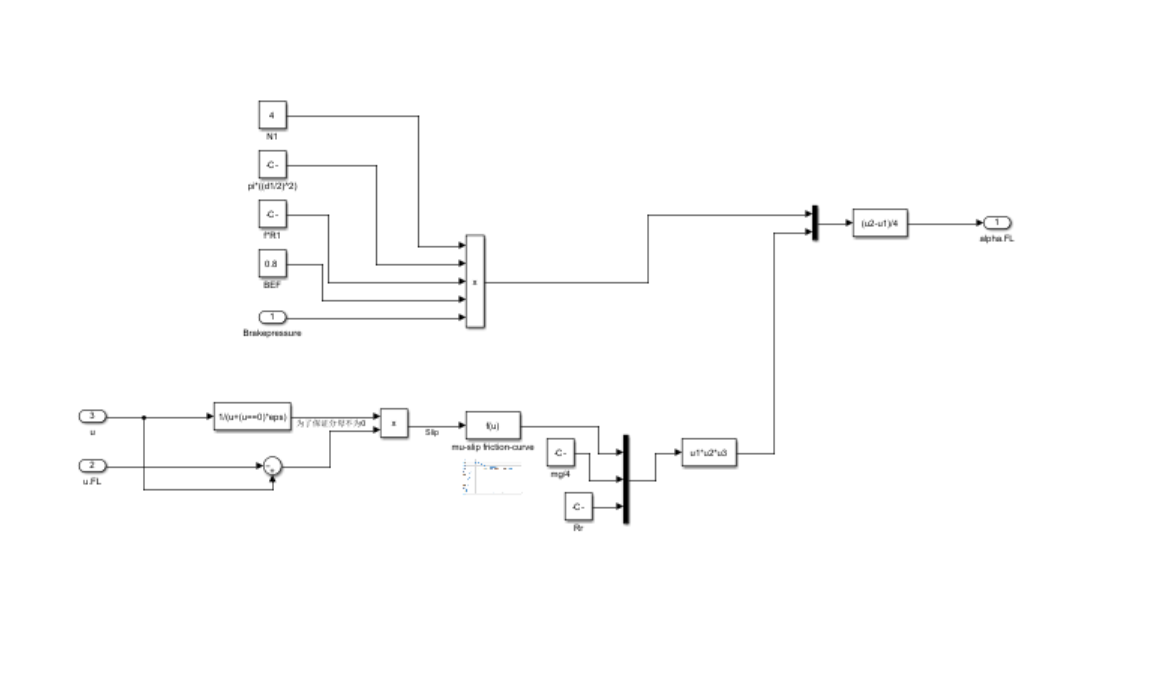 4
N1
-C-
pi*((d1/2)^2)
-C-
f*R1
0.8
BEF
1
Brakepressure
x
(u2-u1)/4
1
alpha.FL
3
u
1/(u+(u==0)*eps)
为了保证分母不为0
x
Slip
f(u)
mu-slip friction-curve
2
u.FL
-C-
mg/4
-C-
Rr
u1*u2*u3